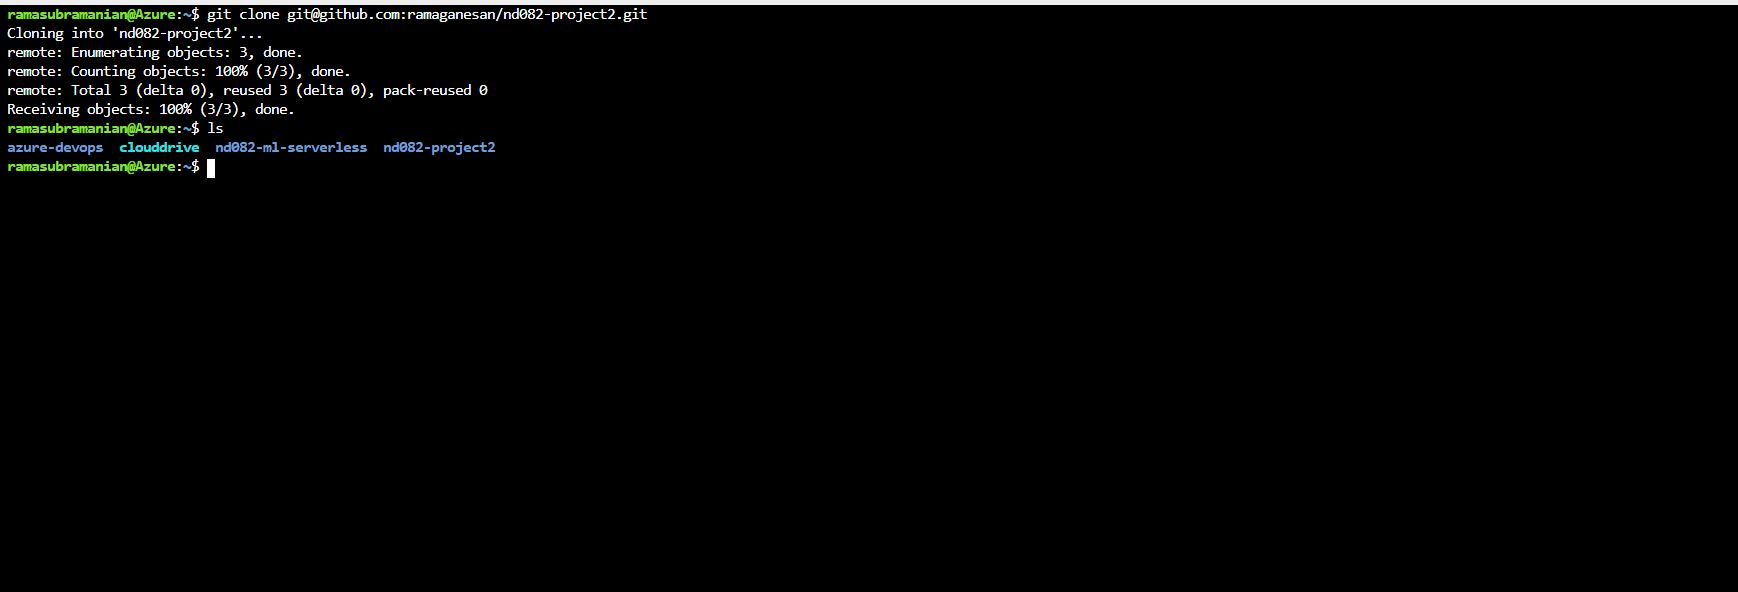 ramasubramanian@Azure:~$ git clone git@github.com:ramaganesan/nd082-project2.git
Cloning into 'nd082-project2'...
remote: Enumerating objects: 3, done.
remote: Counting objects: 100% (3/3), done.
remote: Total 3 (delta 0), reused 3 (delta 0), pack-reused 0
Receiving objects: 100% (3/3), done.
ramasubramanian@Azure:~$ ls
azure-devops  clouddrive  nd082-ml-serverless  nd082-project2
ramasubramanian@Azure:~$